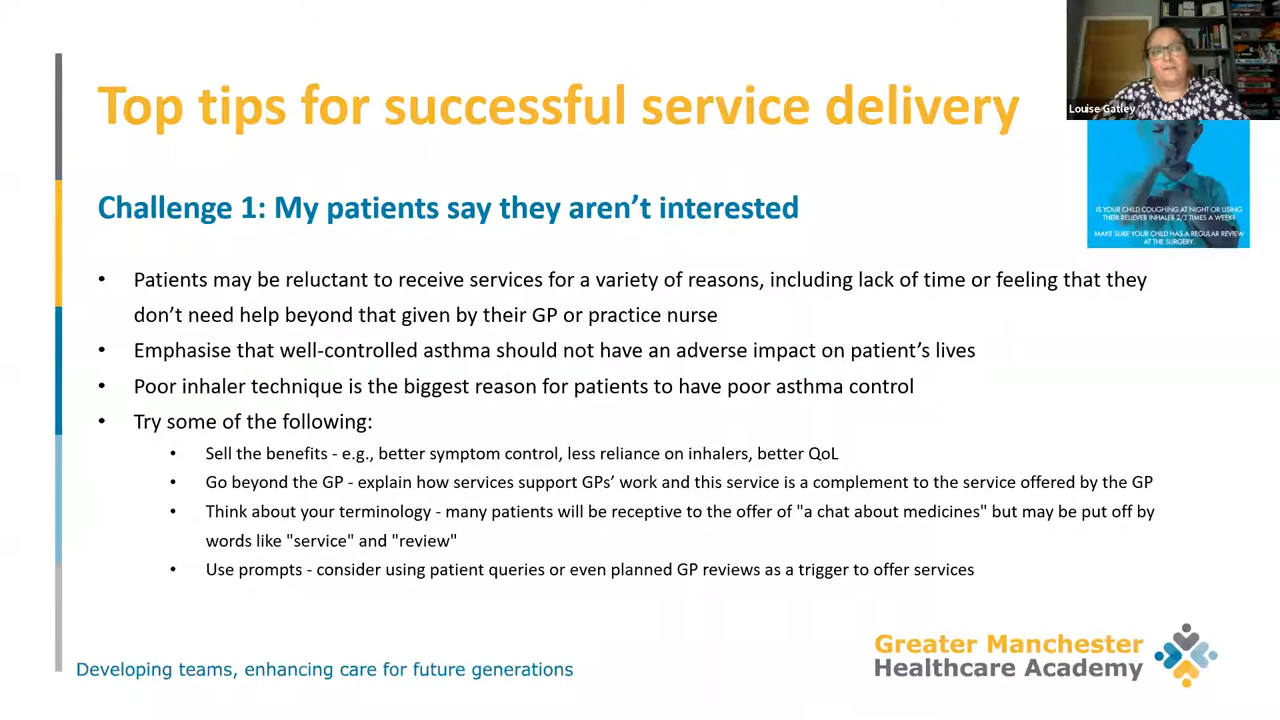 Top tips for successful service delivery
Louise Gatley
IS YOUR CHILD COUGHING AT NIGHT OR USING
THEIR RELIEVER INHALER 2/3 TIMES A WEEK?
MAKE SURE YOUR CHILD HAS A REGULAR REVIEW
AT THE SURGERY.
Challenge 1: My patients say they aren’t interested
• Patients may be reluctant to receive services for a variety of reasons, including lack of time or feeling that they
don’t need help beyond that given by their GP or practice nurse
• Emphasise that well-controlled asthma should not have an adverse impact on patient’s lives
• Poor inhaler technique is the biggest reason for patients to have poor asthma control
• Try some of the following:
• Sell the benefits - e.g., better symptom control, less reliance on inhalers, better QoL
• Go beyond the GP - explain how services support GPs’ work and this service is a complement to the service offered by the GP
• Think about your terminology - many patients will be receptive to the offer of "a chat about medicines" but may be put off by
words like "service" and "review"
• Use prompts - consider using patient queries or even planned GP reviews as a trigger to offer services
Developing teams, enhancing care for future generations
Greater Manchester
Healthcare Academy